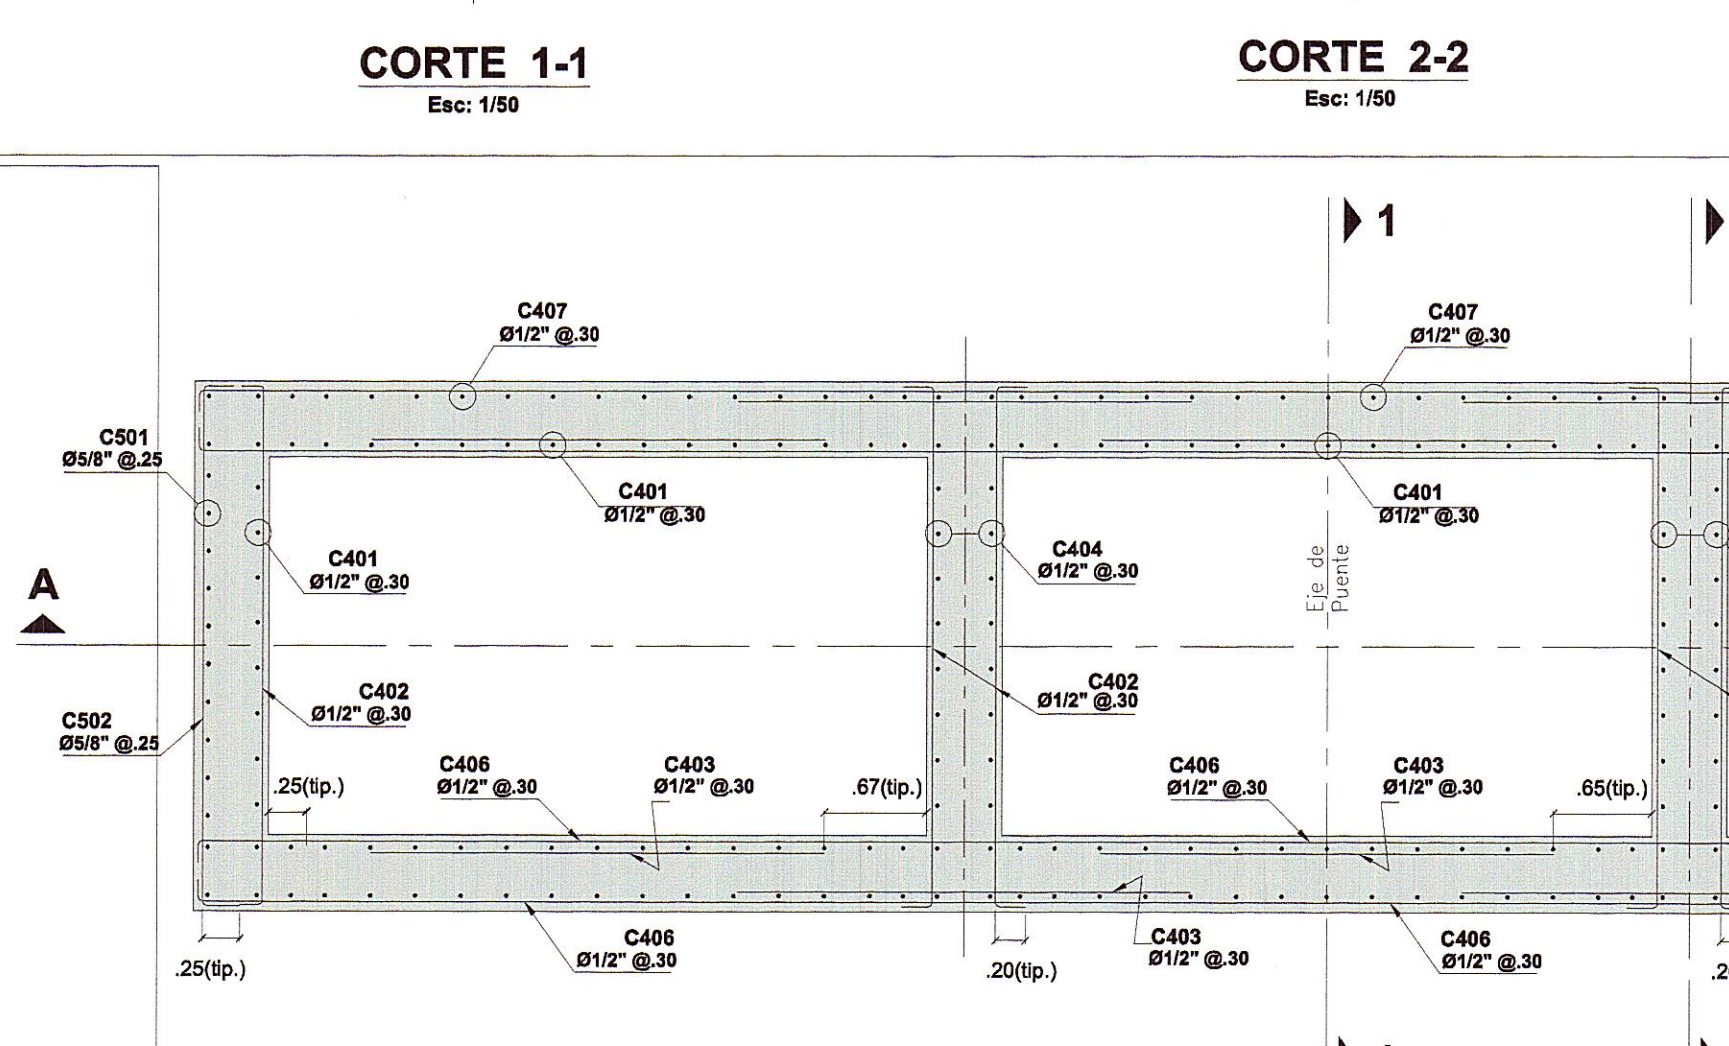 CORTE 1-1
Esc: 1/50
CORTE 2-2
Esc: 1/50
1
C407
Ø1/2" @.30
C407
Ø1/2" @.30
C501
Ø5/8" @.25
C401
Ø1/2" @.30
C401
Ø1/2" @.30
C401
Ø1/2" @.30
C404
Ø1/2" @.30
Eje de
Puente
A
C402
Ø1/2" @.30
C402
Ø1/2" @.30
C502
Ø5/8" @.25
.25(tip.)
C406
Ø1/2" @.30
C403
Ø1/2" @.30
.67(tip.)
C406
Ø1/2" @.30
C403
Ø1/2" @.30
.65(tip.)
C406
Ø1/2" @.30
C403
Ø1/2" @.30
C406
Ø1/2" @.30
.25(tip.)
.20(tip.)